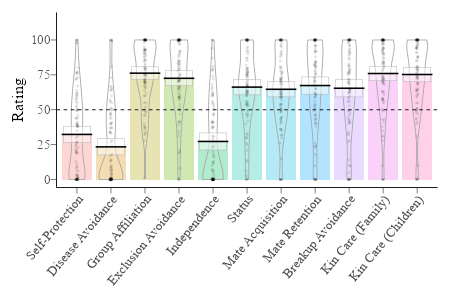 100
75
50
25
0
Rating
Self-Protection
Disease Avoidance
Group Affiliation
Exclusion Avoidance
Independence
Status
Mate Acquisition
Mate Retention
Breakup Avoidance
Kin Care (Family)
Kin Care (Children)